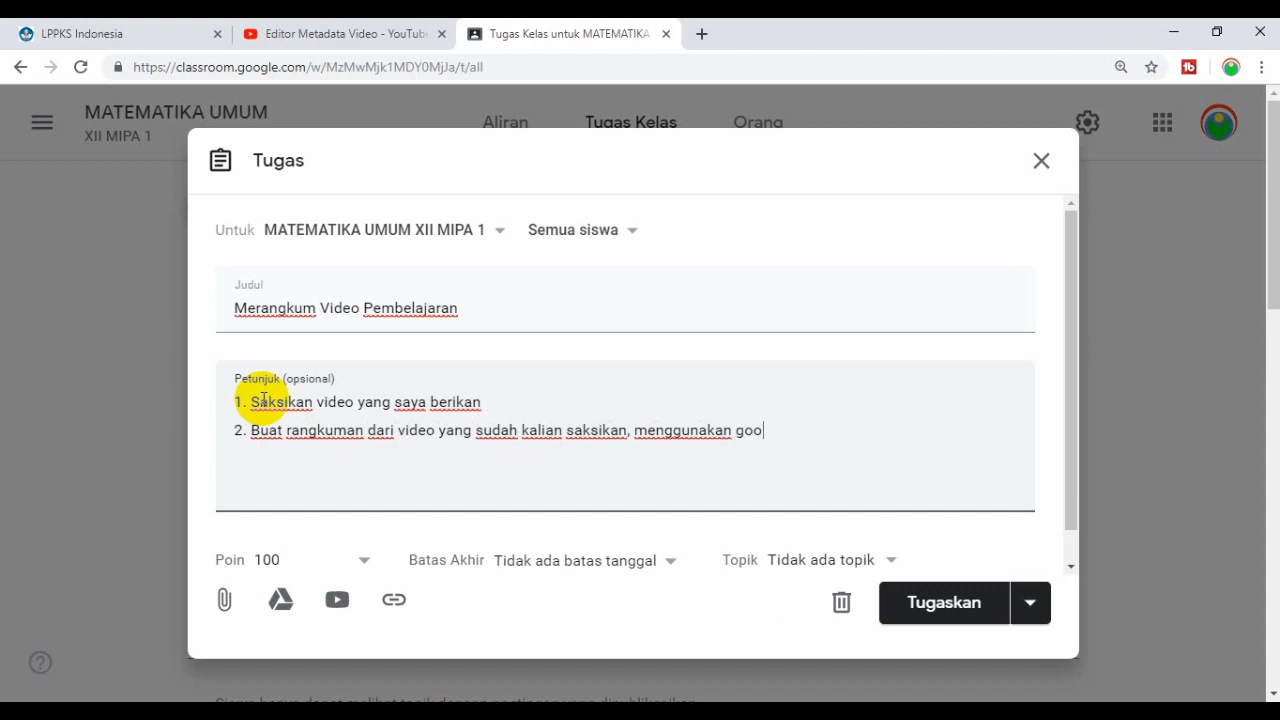 LPPKS Indonesia
Editor Metadata Video - YouTube
Tugas Kelas untuk MATEMATIKA
https://classroom.google.com/w/MzMwMjk1MDY0MjJa/t/all
MATEMATIKA UMUM
XII MIPA 1
Aliran
Tugas Kelas
Orang
Tugas
Untuk MATEMATIKA UMUM XII MIPA 1
Semua siswa
Judul
Merangkum Video Pembelajaran
Petunjuk (opsional)
1. Saksikan video yang saya berikan
2. Buat rangkuman dari video yang sudah kalian saksikan, menggunakan goo
Poin 100
Batas Akhir Tidak ada batas tanggal
Topik Tidak ada topik
Tugaskan